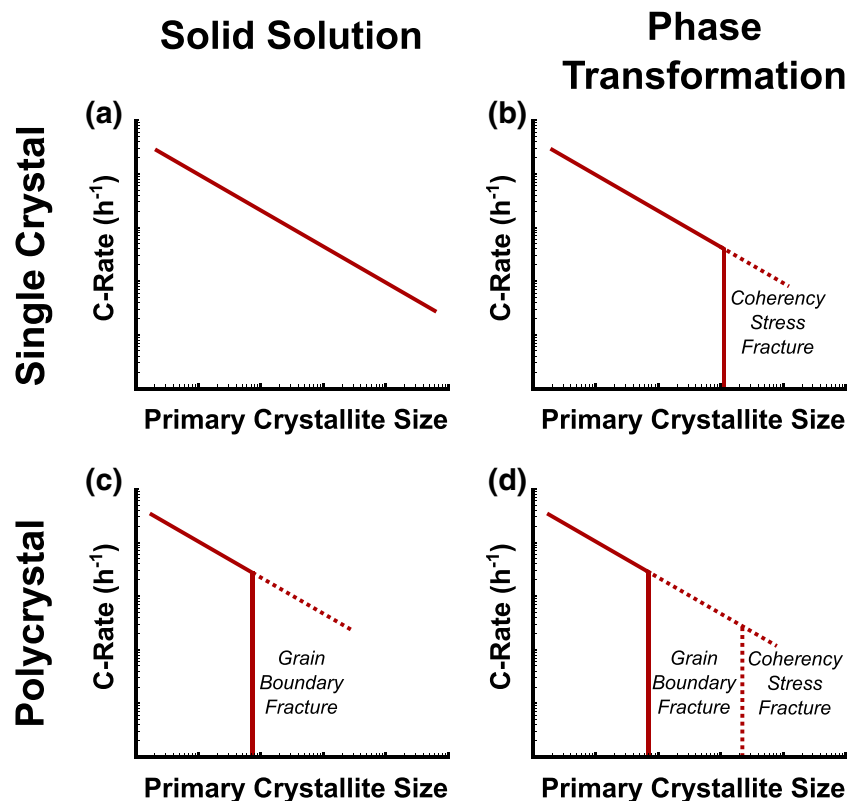 Solid Solution
Phase
Transformation
Single Crystal
(a)
C-Rate (h⁻¹)
Primary Crystallite Size
(b)
C-Rate (h⁻¹)
Coherency
Stress
Fracture
Primary Crystallite Size
Polycrystal
(c)
C-Rate (h⁻¹)
Grain
Boundary
Fracture
Primary Crystallite Size
(d)
C-Rate (h⁻¹)
Grain
Boundary
Fracture
Coherency
Stress
Fracture
Primary Crystallite Size